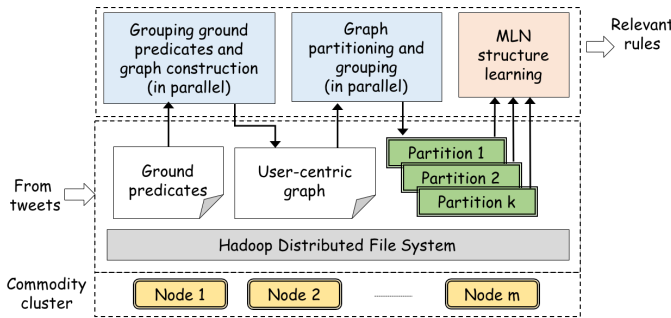 Grouping ground
predicates and
graph construction
(in parallel)
Graph
partitioning and
grouping
(in parallel)
MLN
structure
learning
Relevant
rules
From
tweets
Ground
predicates
User-centric
graph
Partition 1
Partition 2
Partition k
Hadoop Distributed File System
Commodity
cluster
Node 1
Node 2
Node m